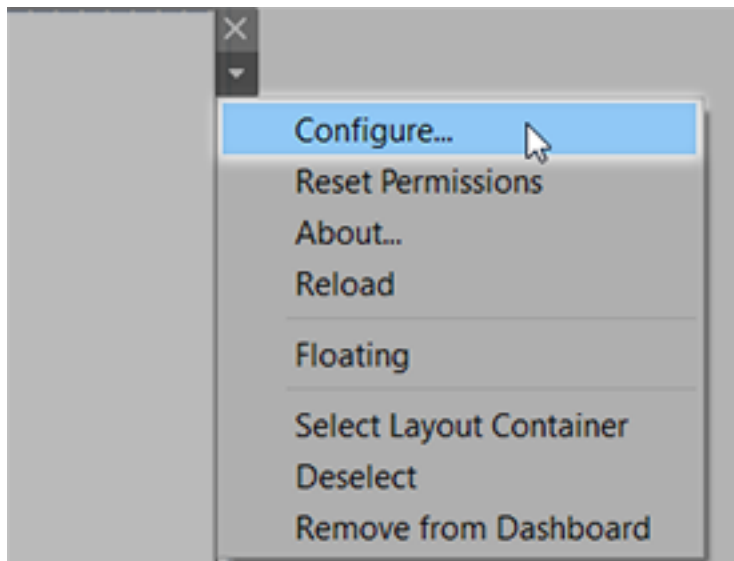 Configure...
Reset Permissions
About...
Reload
Floating
Select Layout Container
Deselect
Remove from Dashboard